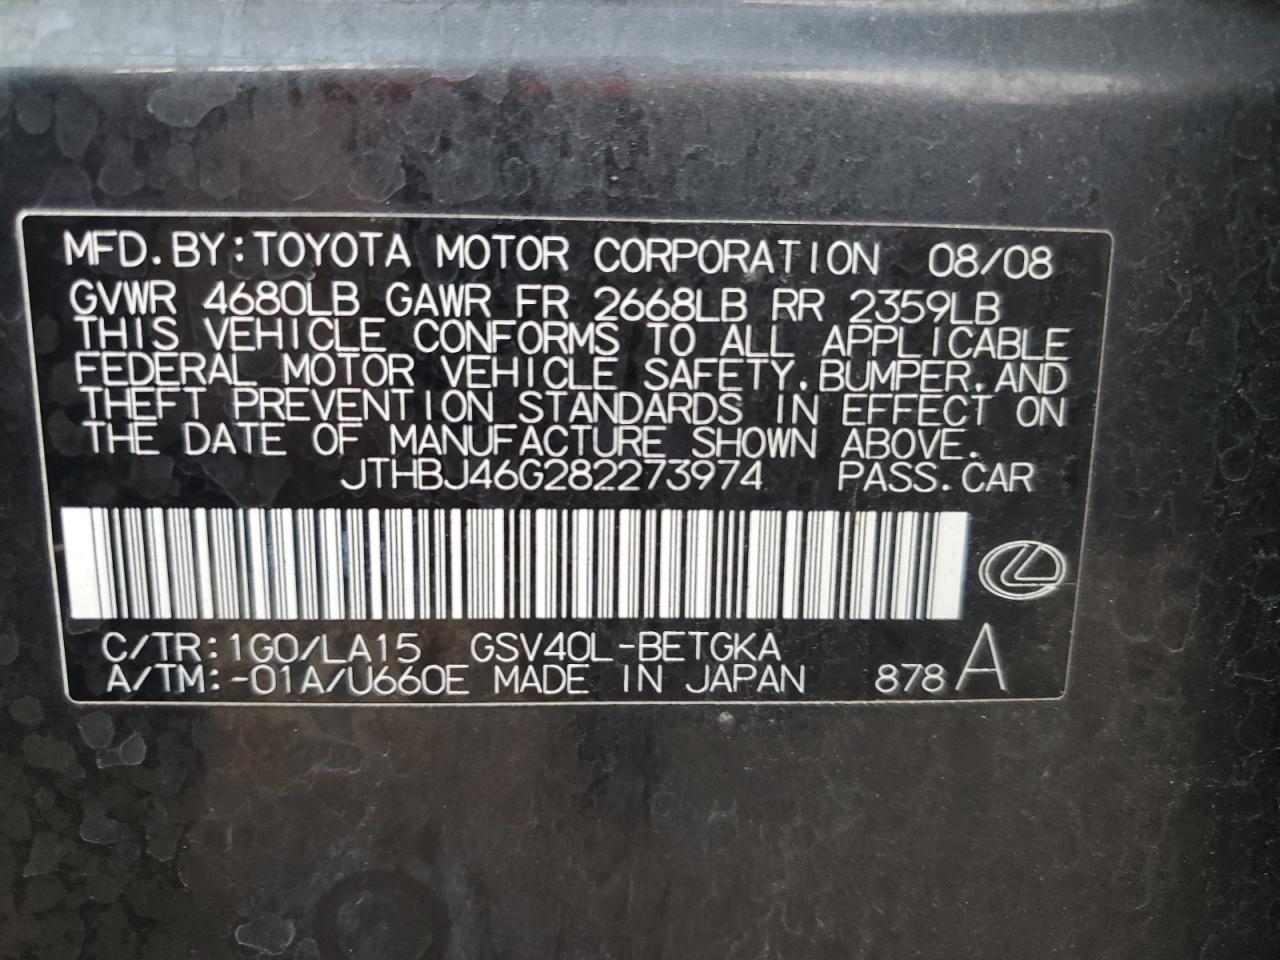 MFD. BY: TOYOTA MOTOR CORPORATION 08/08
GVWR 4680LB GAWR FR 2668LB RR 2359LB
THIS VEHICLE CONFORMS TO ALL APPLICABLE
FEDERAL MOTOR VEHICLE SAFETY, BUMPER, AND
THEFT PREVENTION STANDARDS IN EFFECT ON
THE DATE OF MANUFACTURE SHOWN ABOVE.
JTHBJ46G282273974 PASS. CAR
C/TR: 1G0/LA15 GSV40L-BETGKA
A/TM: -01A/U660E MADE IN JAPAN 878 A